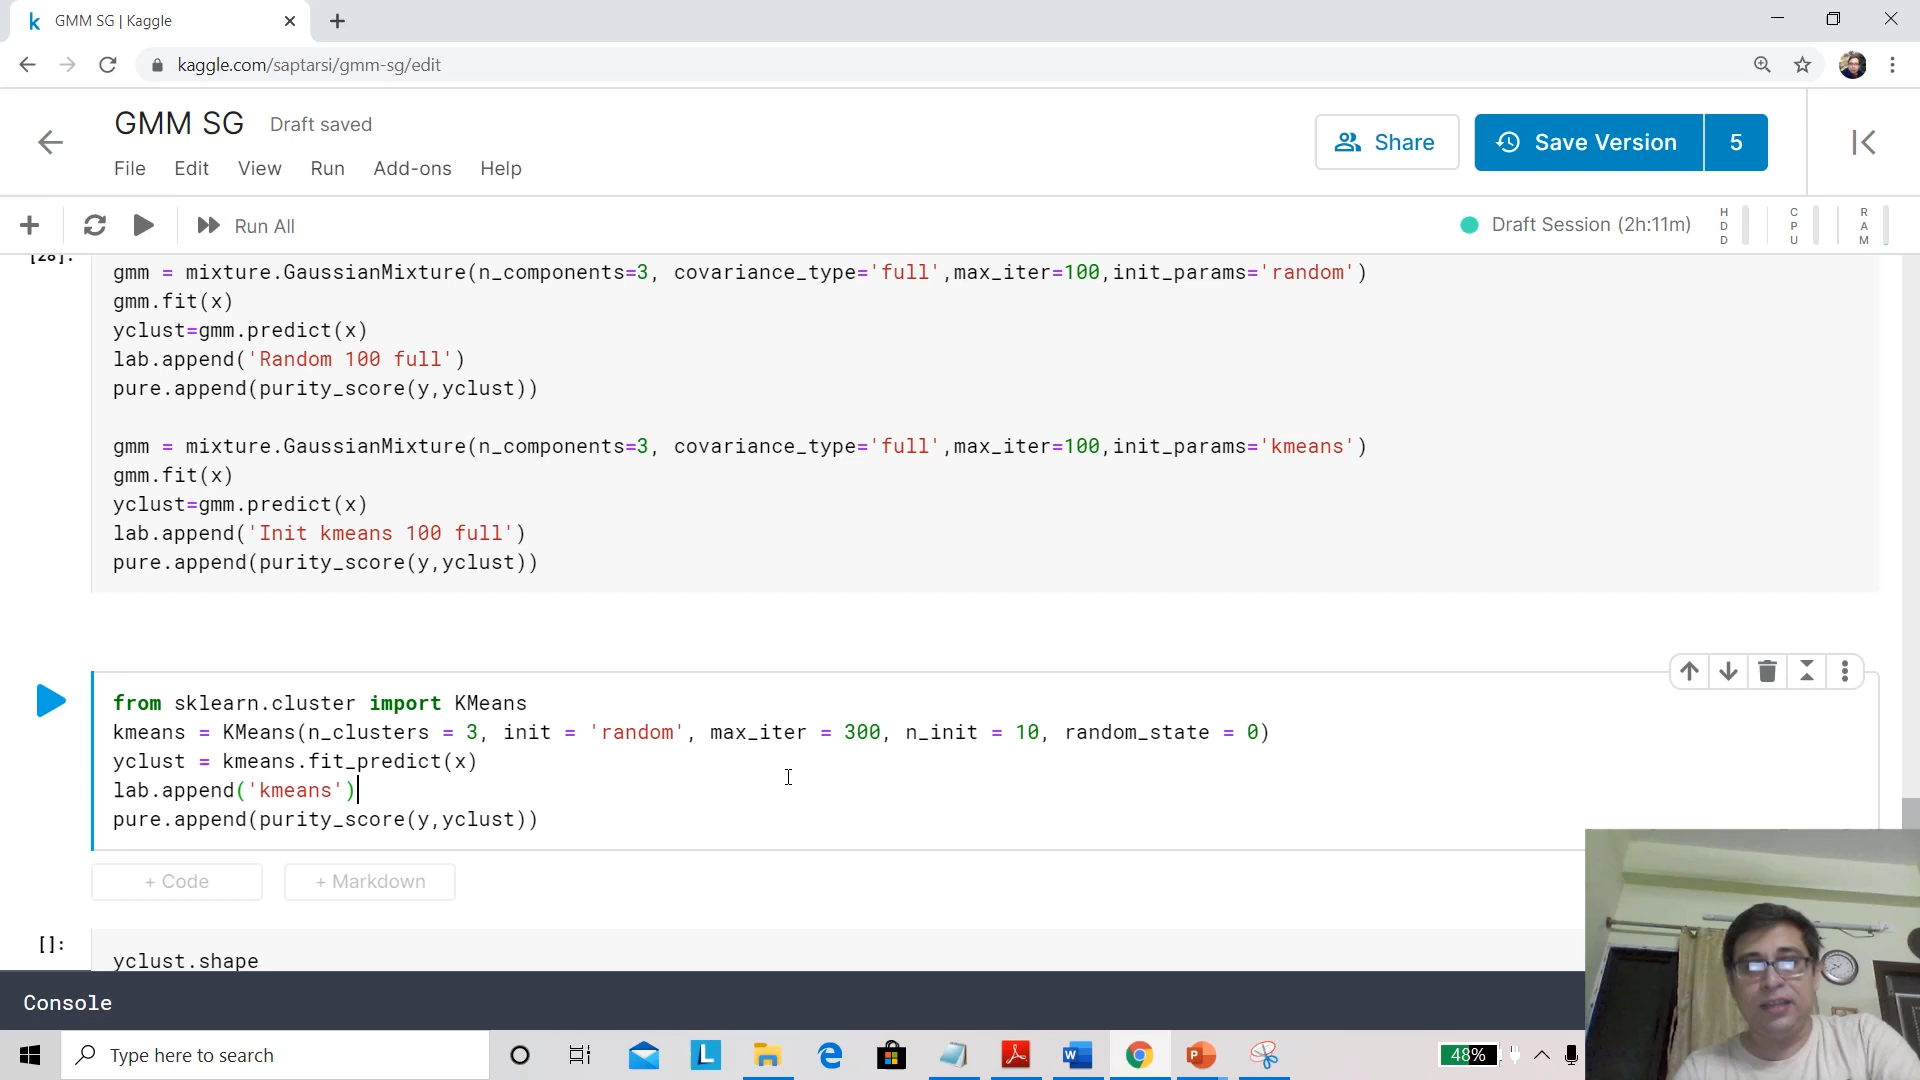 GMM SG | Kaggle
kaggle.com/saptarsi/gmm-sg/edit
GMM SG Draft saved
File Edit View Run Add-ons Help
Share
Save Version 5
Run All
Draft Session (2h:11m)
HDD
CPU
RAM
[28]:
gmm = mixture.GaussianMixture(n_components=3, covariance_type='full',max_iter=100,init_params='random')
gmm.fit(x)
yclust=gmm.predict(x)
lab.append('Random 100 full')
pure.append(purity_score(y,yclust))
gmm = mixture.GaussianMixture(n_components=3, covariance_type='full',max_iter=100,init_params='kmeans')
gmm.fit(x)
yclust=gmm.predict(x)
lab.append('Init kmeans 100 full')
pure.append(purity_score(y,yclust))
from sklearn.cluster import KMeans
kmeans = KMeans(n_clusters = 3, init = 'random', max_iter = 300, n_init = 10, random_state = 0)
yclust = kmeans.fit_predict(x)
lab.append('kmeans')
pure.append(purity_score(y,yclust))
+ Code + Markdown
[]:
yclust.shape
Console
Type here to search
48%